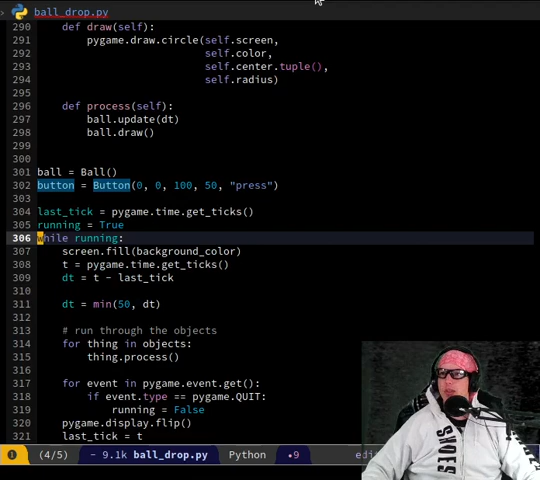 ball_drop.py
290 def draw(self):
291 pygame.draw.circle(self.screen,
292 self.color,
293 self.center.tuple(),
294 self.radius)
295
296 def process(self):
297 ball.update(dt)
298 ball.draw()
299
300
301 ball = Ball()
302 button = Button(0, 0, 100, 50, "press")
303
304 last_tick = pygame.time.get_ticks()
305 running = True
306 while running:
307 screen.fill(background_color)
308 t = pygame.time.get_ticks()
309 dt = t - last_tick
310
311 dt = min(50, dt)
312
313 # run through the objects
314 for thing in objects:
315 thing.process()
316
317 for event in pygame.event.get():
318 if event.type == pygame.QUIT:
319 running = False
320 pygame.display.flip()
321 last_tick = t
1 (4/5) - 9.1k ball_drop.py Python •9
SHOES